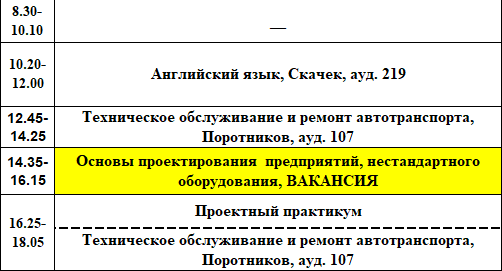 8.30-
10.10
—
10.20-
12.00
Английский язык, Скачек, ауд. 219
12.45-
14.25
Техническое обслуживание и ремонт автотранспорта,
Поротников, ауд. 107
14.35-
16.15
Основы проектирования предприятий, нестандартного
оборудования, ВАКАНСИЯ
16.25-
18.05
Проектный практикум
Техническое обслуживание и ремонт автотранспорта,
Поротников, ауд. 107